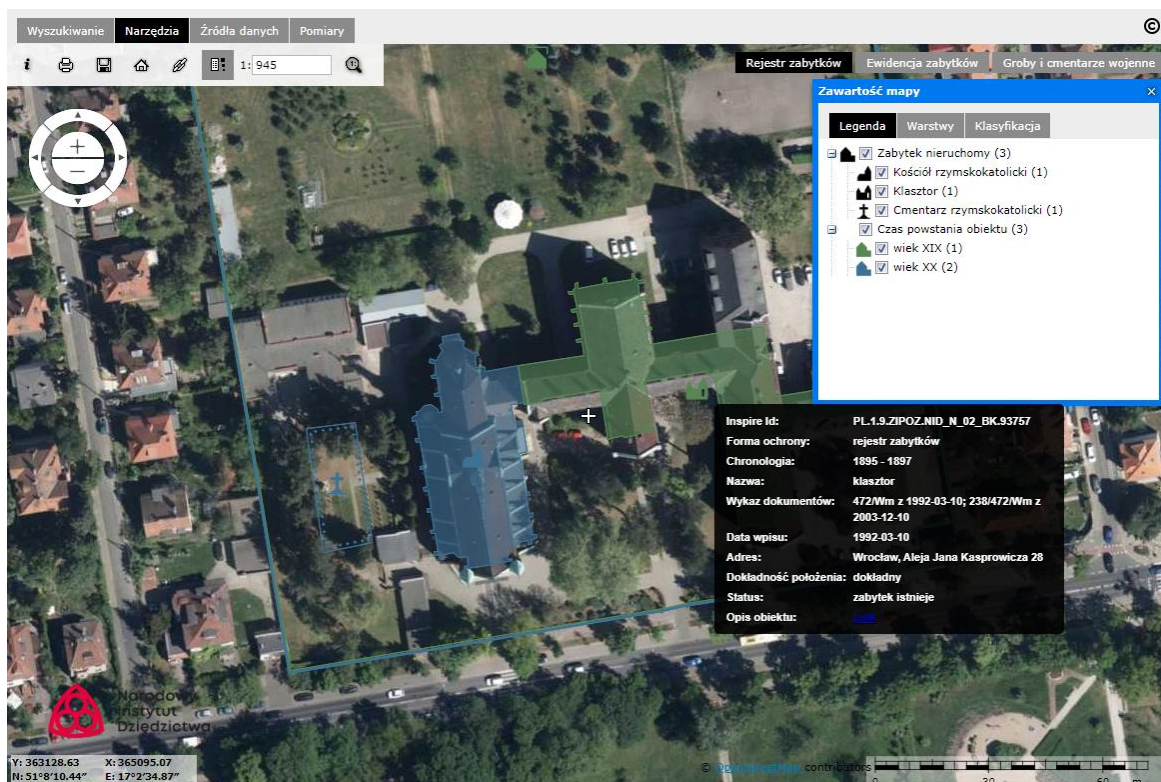 Wyszukiwanie Narzędzia Źródła danych Pomiary ©
i 1: 945
Rejestr zabytków Ewidencja zabytków Groby i cmentarze wojenne
Zawartość mapy
Legenda Warstwy Klasyfikacja
Zabytek nieruchomy (3)
Kościół rzymskokatolicki (1)
Klasztor (1)
Cmentarz rzymskokatolicki (1)
Czas powstania obiektu (3)
wiek XIX (1)
wiek XX (2)
Inspire Id: PL.1.9.ZIPOZ.NID_N_02_BK.93757
Forma ochrony: rejestr zabytków
Chronologia: 1895 - 1897
Nazwa: klasztor
Wykaz dokumentów: 472/Wm z 1992-03-10; 238/472/Wm z
2003-12-10
Data wpisu: 1992-03-10
Adres: Wrocław, Aleja Jana Kasprowicza 28
Dokładność położenia: dokładny
Status: zabytek istnieje
Opis obiektu:
Narodowy
Instytut
Dziedzictwa
Y: 363128.63 X: 365095.07
N: 51°8'10.44" E: 17°2'34.87"
© OpenStreetMap contributors
30 60 m